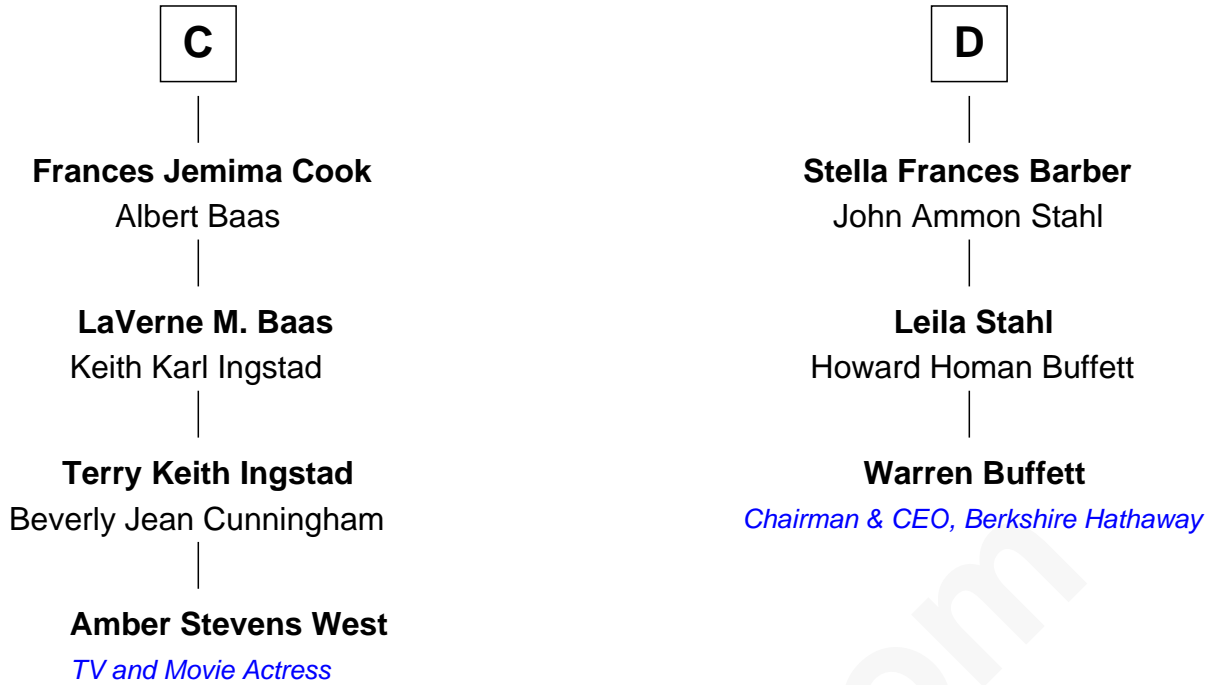 C
Frances Jemima Cook
Albert Baas
LaVerne M. Baas
Keith Karl Ingstad
Terry Keith Ingstad
Beverly Jean Cunningham
Amber Stevens West
TV and Movie Actress
D
Stella Frances Barber
John Ammon Stahl
Leila Stahl
Howard Homan Buffett
Warren Buffett
Chairman & CEO, Berkshire Hathaway
om